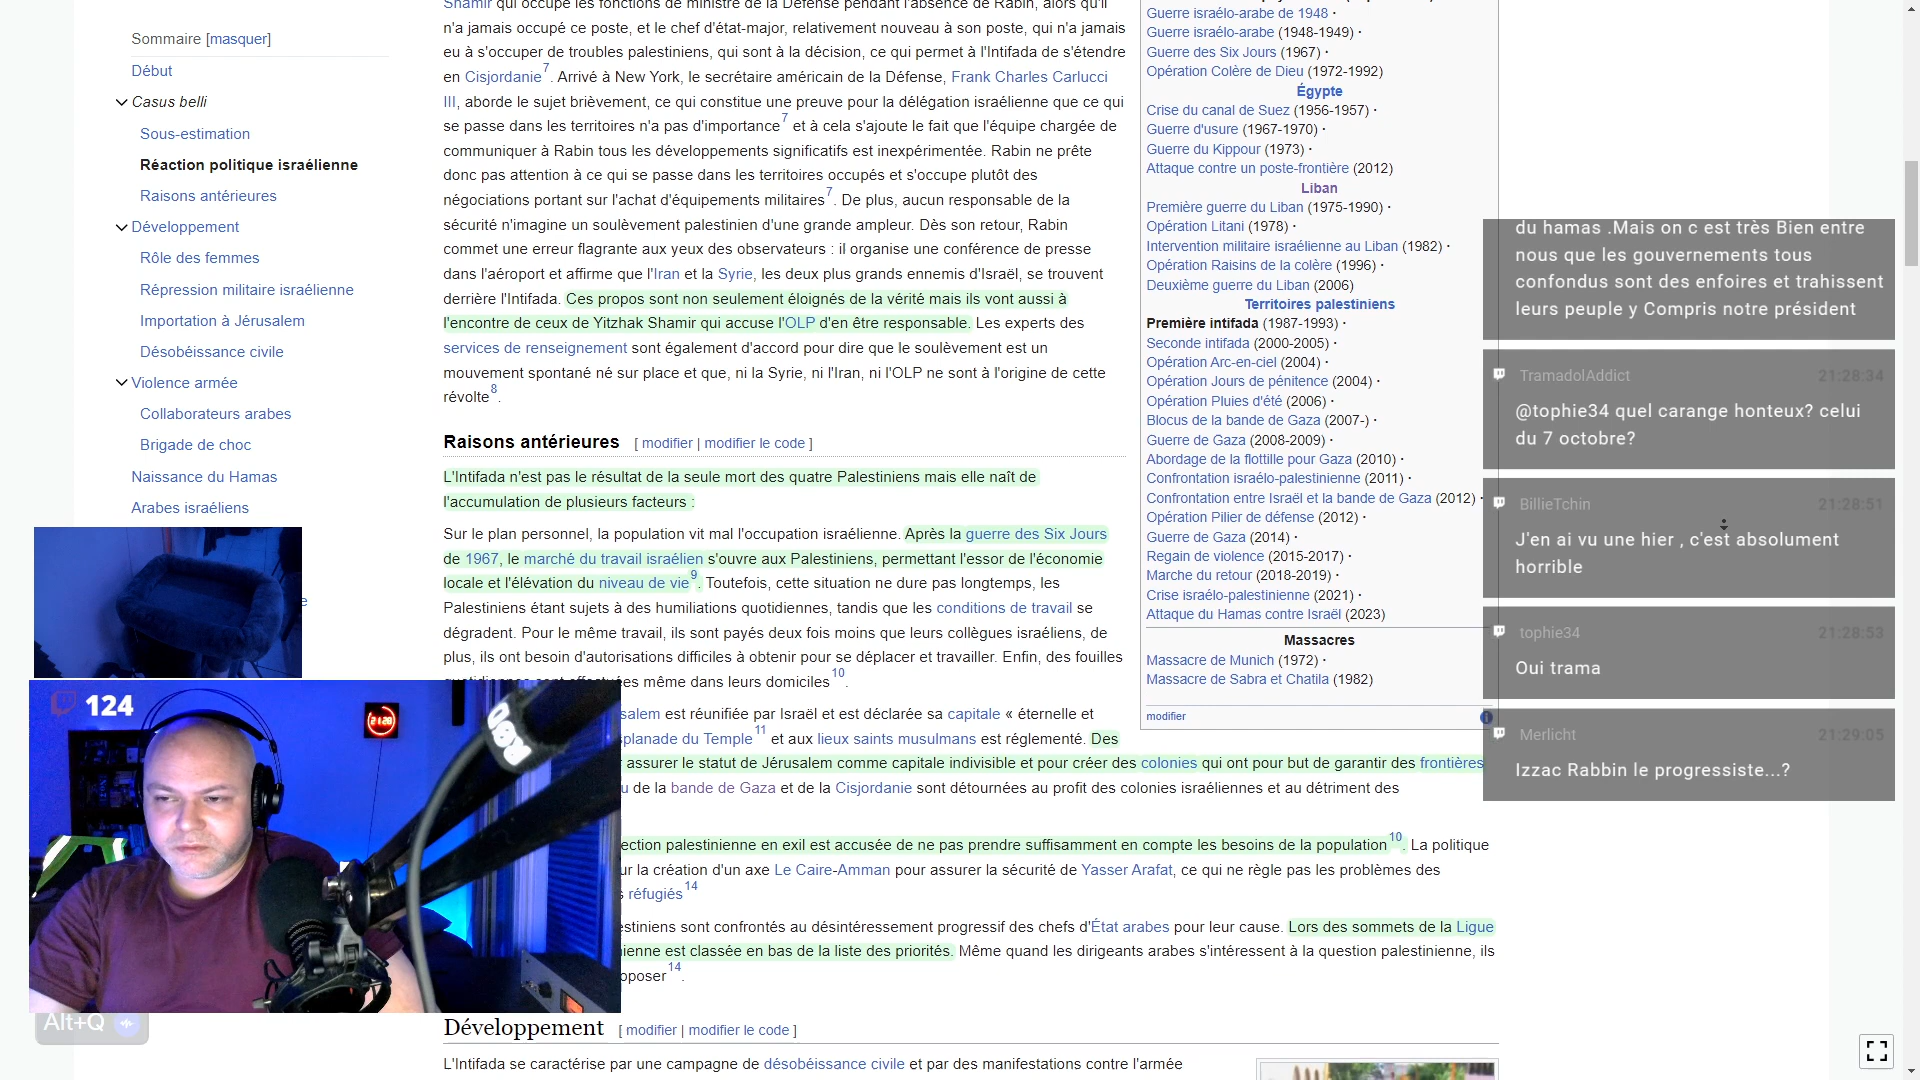 Sommaire [masquer]
Début
Casus belli
Sous-estimation
Réaction politique israélienne
Raisons antérieures
Développement
Rôle des femmes
Répression militaire israélienne
Importation à Jérusalem
Désobéissance civile
Violence armée
Collaborateurs arabes
Brigade de choc
Naissance du Hamas
Arabes israéliens
e
Shamir qui occupe les fonctions de ministre de la Défense pendant l'absence de Rabin, alors qu'il
n'a jamais occupé ce poste, et le chef d'état-major, relativement nouveau à son poste, qui n'a jamais
eu à s'occuper de troubles palestiniens, qui sont à la décision, ce qui permet à l'Intifada de s'étendre
en Cisjordanie7. Arrivé à New York, le secrétaire américain de la Défense, Frank Charles Carlucci
III, aborde le sujet brièvement, ce qui constitue une preuve pour la délégation israélienne que ce qui
se passe dans les territoires n'a pas d'importance7 et à cela s'ajoute le fait que l'équipe chargée de
communiquer à Rabin tous les développements significatifs est inexpérimentée. Rabin ne prête
donc pas attention à ce qui se passe dans les territoires occupés et s'occupe plutôt des
négociations portant sur l'achat d'équipements militaires7. De plus, aucun responsable de la
sécurité n'imagine un soulèvement palestinien d'une grande ampleur. Dès son retour, Rabin
commet une erreur flagrante aux yeux des observateurs : il organise une conférence de presse
dans l'aéroport et affirme que l'Iran et la Syrie, les deux plus grands ennemis d'Israël, se trouvent
derrière l'Intifada. Ces propos sont non seulement éloignés de la vérité mais ils vont aussi à
l'encontre de ceux de Yitzhak Shamir qui accuse l'OLP d'en être responsable. Les experts des
services de renseignement sont également d'accord pour dire que le soulèvement est un
mouvement spontané né sur place et que, ni la Syrie, ni l'Iran, ni l'OLP ne sont à l'origine de cette
révolte8.
Raisons antérieures [ modifier | modifier le code ]
L'Intifada n'est pas le résultat de la seule mort des quatre Palestiniens mais elle naît de
l'accumulation de plusieurs facteurs :
Sur le plan personnel, la population vit mal l'occupation israélienne. Après la guerre des Six Jours
de 1967, le marché du travail israélien s'ouvre aux Palestiniens, permettant l'essor de l'économie
locale et l'élévation du niveau de vie9. Toutefois, cette situation ne dure pas longtemps, les
Palestiniens étant sujets à des humiliations quotidiennes, tandis que les conditions de travail se
dégradent. Pour le même travail, ils sont payés deux fois moins que leurs collègues israéliens, de
plus, ils ont besoin d'autorisations difficiles à obtenir pour se déplacer et travailler. Enfin, des fouilles
quotidiennes sont effectuées même dans leurs domiciles10.
salem est réunifiée par Israël et est déclarée sa capitale « éternelle et
splanade du Temple11 et aux lieux saints musulmans est réglementé. Des
r assurer le statut de Jérusalem comme capitale indivisible et pour créer des colonies qui ont pour but de garantir des frontières
u de la bande de Gaza et de la Cisjordanie sont détournées au profit des colonies israéliennes et au détriment des
ection palestinienne en exil est accusée de ne pas prendre suffisamment en compte les besoins de la population10. La politique
ur la création d'un axe Le Caire-Amman pour assurer la sécurité de Yasser Arafat, ce qui ne règle pas les problèmes des
s réfugiés14
estiniens sont confrontés au désintéressement progressif des chefs d'État arabes pour leur cause. Lors des sommets de la Ligue
ienne est classée en bas de la liste des priorités. Même quand les dirigeants arabes s'intéressent à la question palestinienne, ils
oposer14.
Développement [ modifier | modifier le code ]
L'Intifada se caractérise par une campagne de désobéissance civile et par des manifestations contre l'armée
Guerre israélo-arabe de 1948 ·
Guerre israélo-arabe (1948-1949) ·
Guerre des Six Jours (1967) ·
Opération Colère de Dieu (1972-1992)
Égypte
Crise du canal de Suez (1956-1957) ·
Guerre d'usure (1967-1970) ·
Guerre du Kippour (1973) ·
Attaque contre un poste-frontière (2012)
Liban
Première guerre du Liban (1975-1990) ·
Opération Litani (1978) ·
Intervention militaire israélienne au Liban (1982) ·
Opération Raisins de la colère (1996) ·
Deuxième guerre du Liban (2006)
Territoires palestiniens
Première intifada (1987-1993) ·
Seconde intifada (2000-2005) ·
Opération Arc-en-ciel (2004) ·
Opération Jours de pénitence (2004) ·
Opération Pluies d'été (2006) ·
Blocus de la bande de Gaza (2007-) ·
Guerre de Gaza (2008-2009) ·
Abordage de la flottille pour Gaza (2010) ·
Confrontation israélo-palestinienne (2011) ·
Confrontation entre Israël et la bande de Gaza (2012) ·
Opération Pilier de défense (2012) ·
Guerre de Gaza (2014) ·
Regain de violence (2015-2017) ·
Marche du retour (2018-2019) ·
Crise israélo-palestinienne (2021) ·
Attaque du Hamas contre Israël (2023)
Massacres
Massacre de Munich (1972) ·
Massacre de Sabra et Chatila (1982)
modifier
du hamas .Mais on c est très Bien entre
nous que les gouvernements tous
confondus sont des enfoires et trahissent
leurs peuple y Compris notre président
TramadolAddict 21:28:34
@tophie34 quel carange honteux? celui
du 7 octobre?
BillieTchin 21:28:51
J'en ai vu une hier , c'est absolument
horrible
tophie34 21:28:53
Oui trama
Merlicht 21:29:05
Izzac Rabbin le progressiste...?
124
21:28
Alt+Q